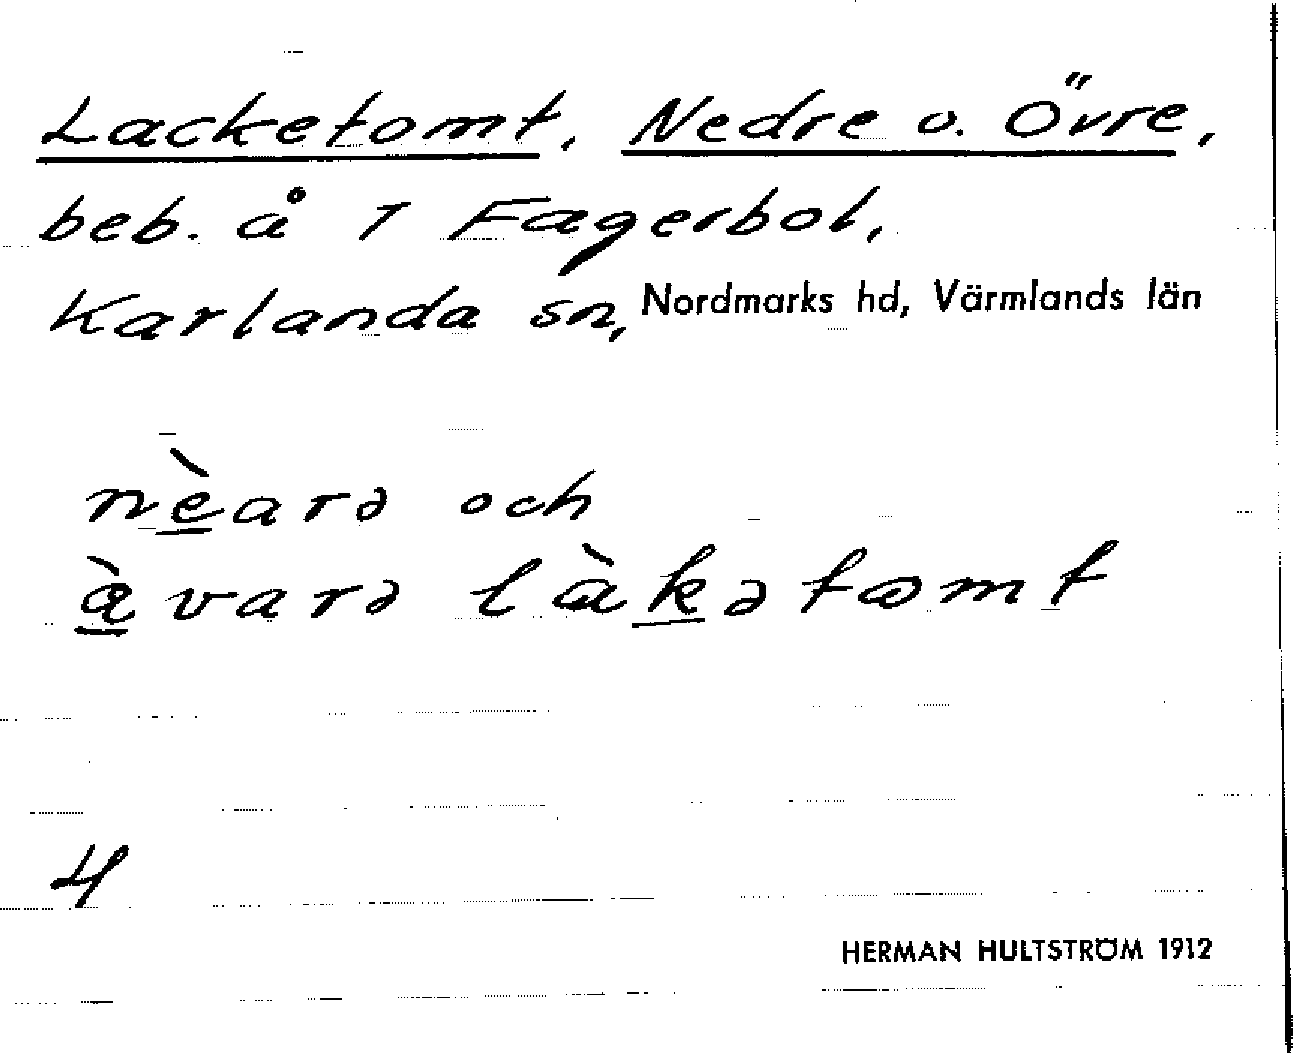 Lacketomt, Nedre o. Övre,
beb. å 1 Fagerbol,
Karlanda sn, Nordmarks hd, Värmlands län
nèarə och
àvarə làkətomt
4
HERMAN HULTSTRÖM 1912